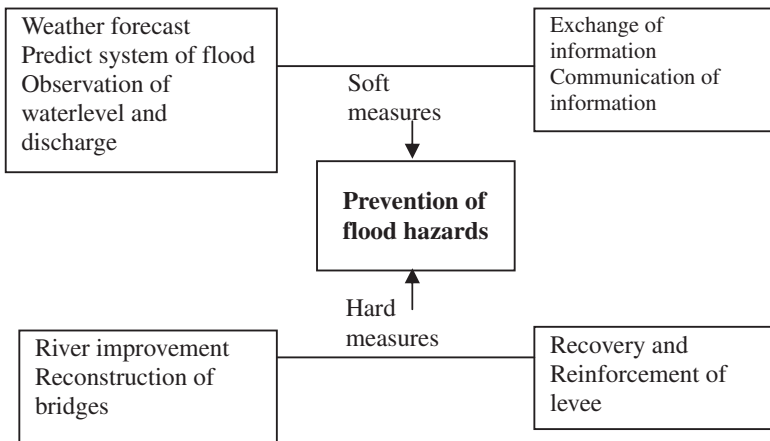 Weather forecast
Predict system of flood
Observation of
waterlevel and
discharge
Exchange of
information
Communication of
information
Soft
measures
Prevention of
flood hazards
Hard
measures
River improvement
Reconstruction of
bridges
Recovery and
Reinforcement of
levee